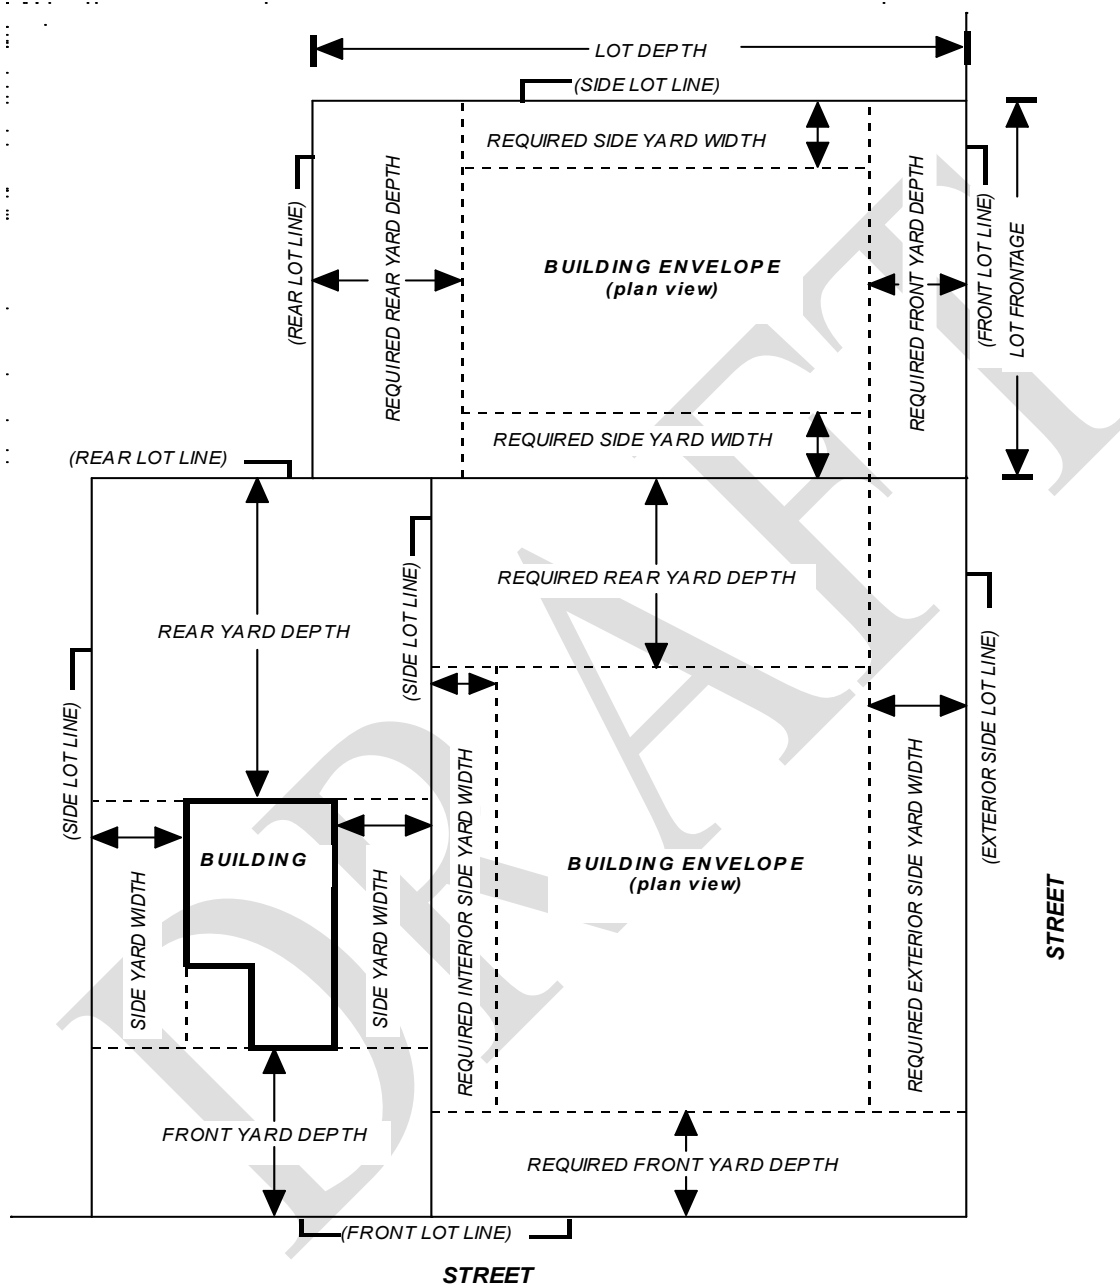 LOT DEPTH
(SIDE LOT LINE)
REQUIRED SIDE YARD WIDTH
(REAR LOT LINE)
REQUIRED REAR YARD DEPTH
BUILDING ENVELOPE
(plan view)
REQUIRED FRONT YARD DEPTH
(FRONT LOT LINE)
LOT FRONTAGE
REQUIRED SIDE YARD WIDTH
(REAR LOT LINE)
(SIDE LOT LINE)
REQUIRED REAR YARD DEPTH
REAR YARD DEPTH
(SIDE LOT LINE)
(EXTERIOR SIDE LOT LINE)
BUILDING
SIDE YARD WIDTH
SIDE YARD WIDTH
REQUIRED INTERIOR SIDE YARD WIDTH
BUILDING ENVELOPE
(plan view)
REQUIRED EXTERIOR SIDE YARD WIDTH
STREET
FRONT YARD DEPTH
REQUIRED FRONT YARD DEPTH
(FRONT LOT LINE)
STREET
DRAFT